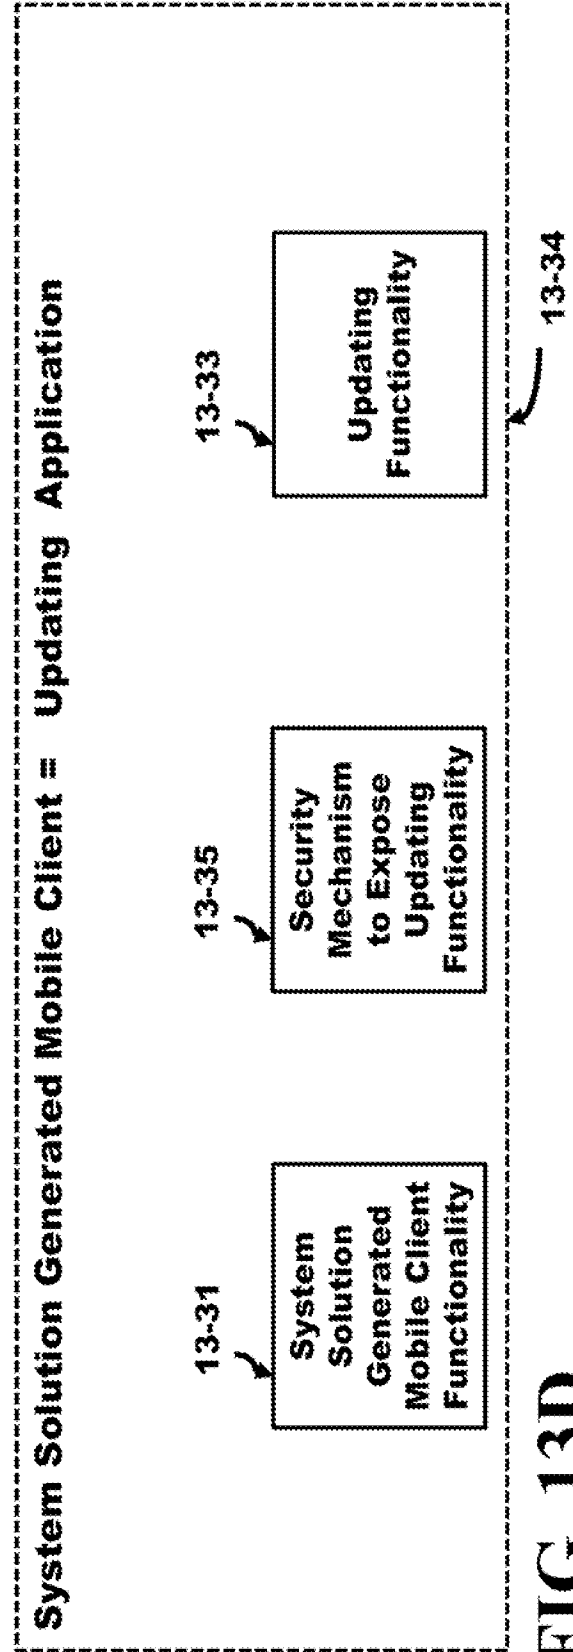 System Solution Generated Mobile Client = Updating Application
13-31
System
Solution
Generated
Mobile Client
Functionality
13-35
Security
Mechanism
to Expose
Updating
Functionality
13-33
Updating
Functionality
13-34
FIG. 13D